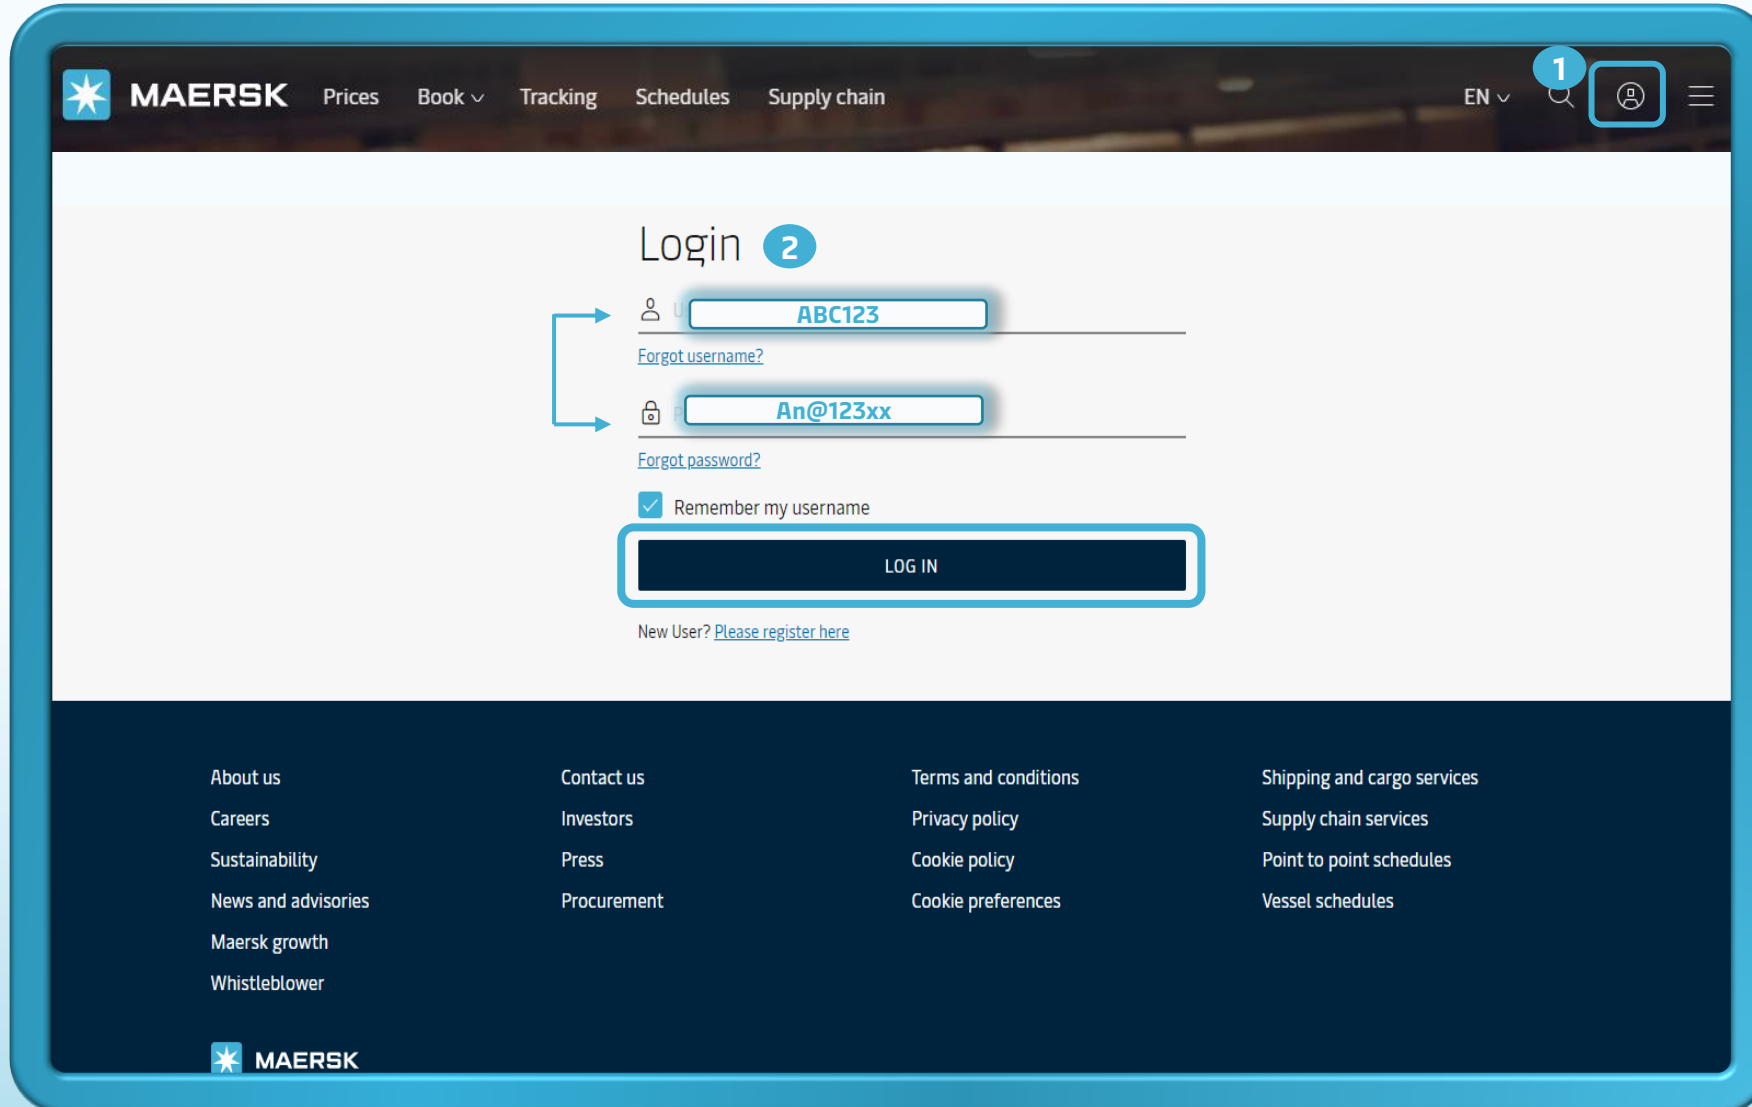 MAERSK Prices Book Tracking Schedules Supply chain EN 1
Login 2
ABC123
Forgot username?
An@123xx
Forgot password?
Remember my username
LOG IN
New User? Please register here
About us Contact us Terms and conditions Shipping and cargo services
Careers Investors Privacy policy Supply chain services
Sustainability Press Cookie policy Point to point schedules
News and advisories Procurement Cookie preferences Vessel schedules
Maersk growth
Whistleblower
MAERSK